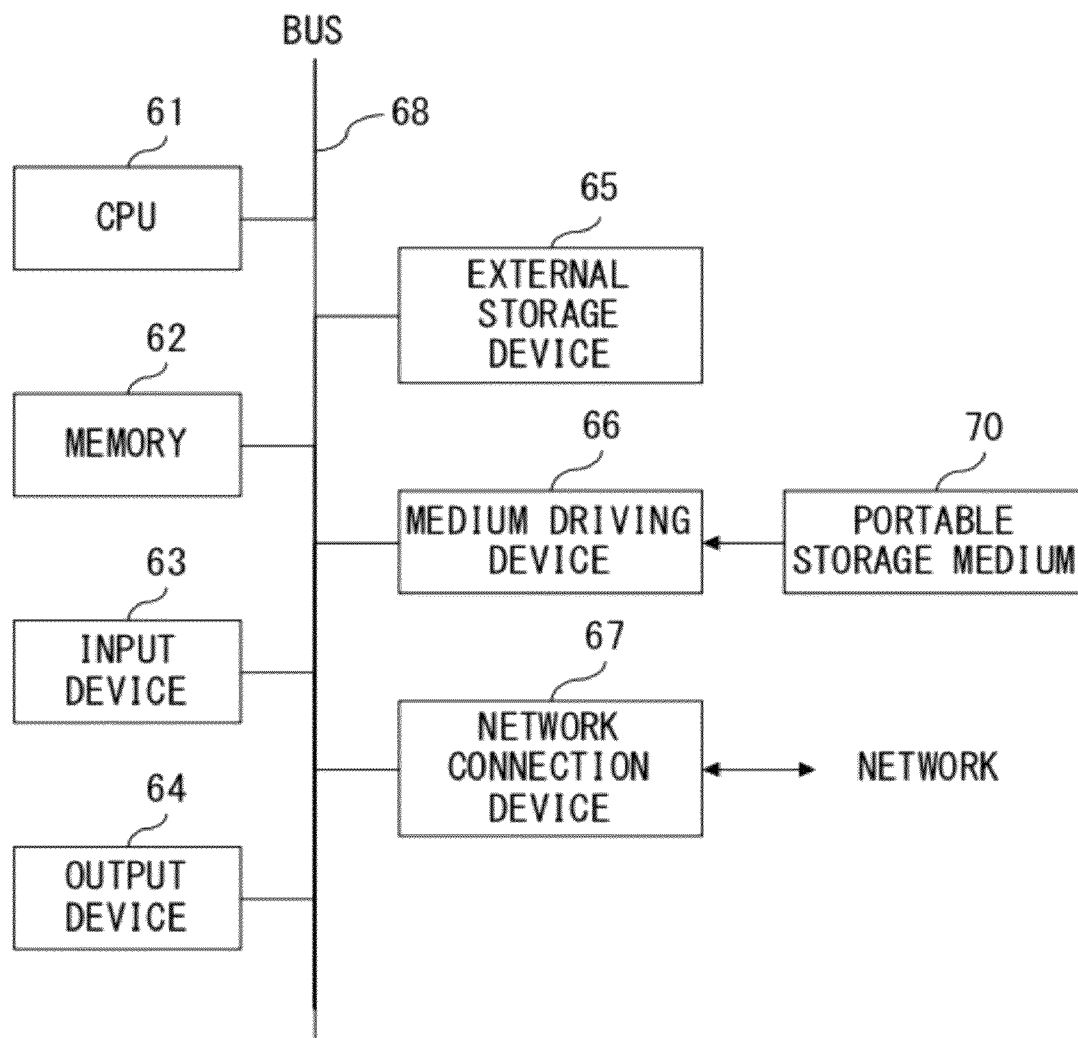 BUS
68
61
CPU
65
EXTERNAL
STORAGE
DEVICE
62
MEMORY
66
MEDIUM DRIVING
DEVICE
70
PORTABLE
STORAGE MEDIUM
63
INPUT
DEVICE
67
NETWORK
CONNECTION
DEVICE
NETWORK
64
OUTPUT
DEVICE